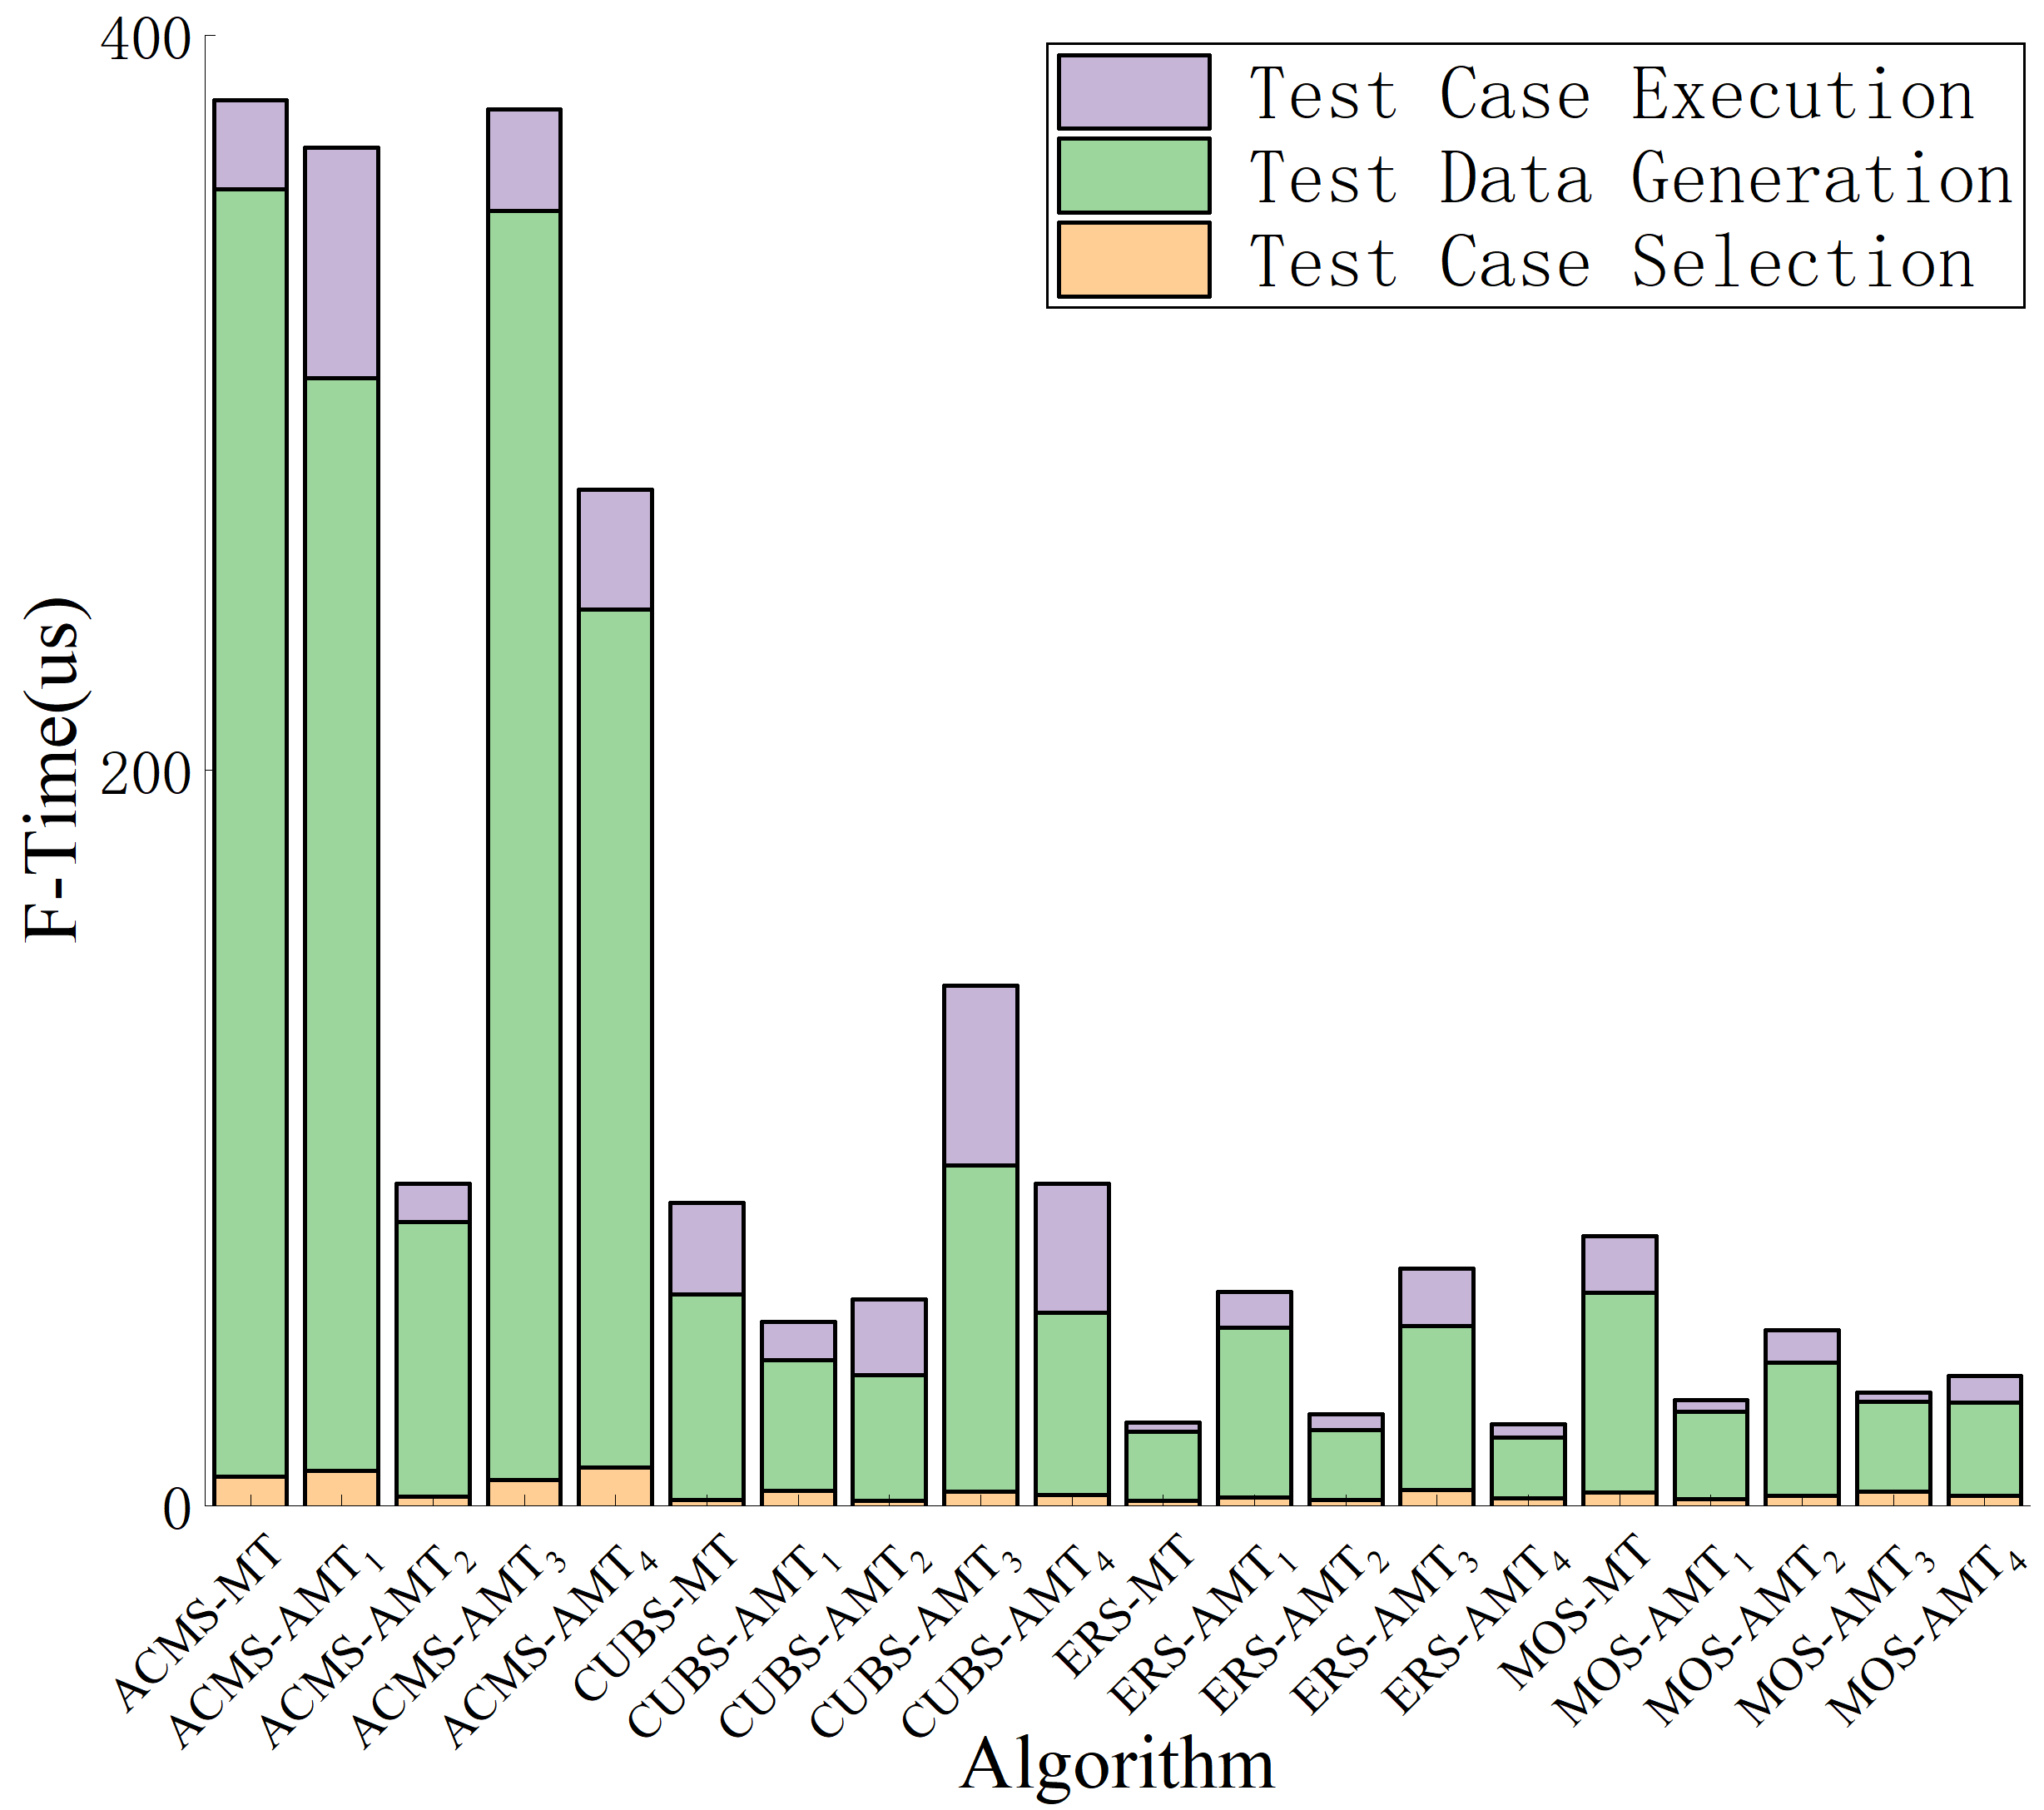 400
200
0
F-Time(us)
Test Case Execution
Test Data Generation
Test Case Selection
ACMS-MT
ACMS-AMT₁
ACMS-AMT₂
ACMS-AMT₃
ACMS-AMT₄
CUBS-MT
CUBS-AMT₁
CUBS-AMT₂
CUBS-AMT₃
CUBS-AMT₄
ERS-MT
ERS-AMT₁
ERS-AMT₂
ERS-AMT₃
ERS-AMT₄
MOS-MT
MOS-AMT₁
MOS-AMT₂
MOS-AMT₃
MOS-AMT₄
Algorithm